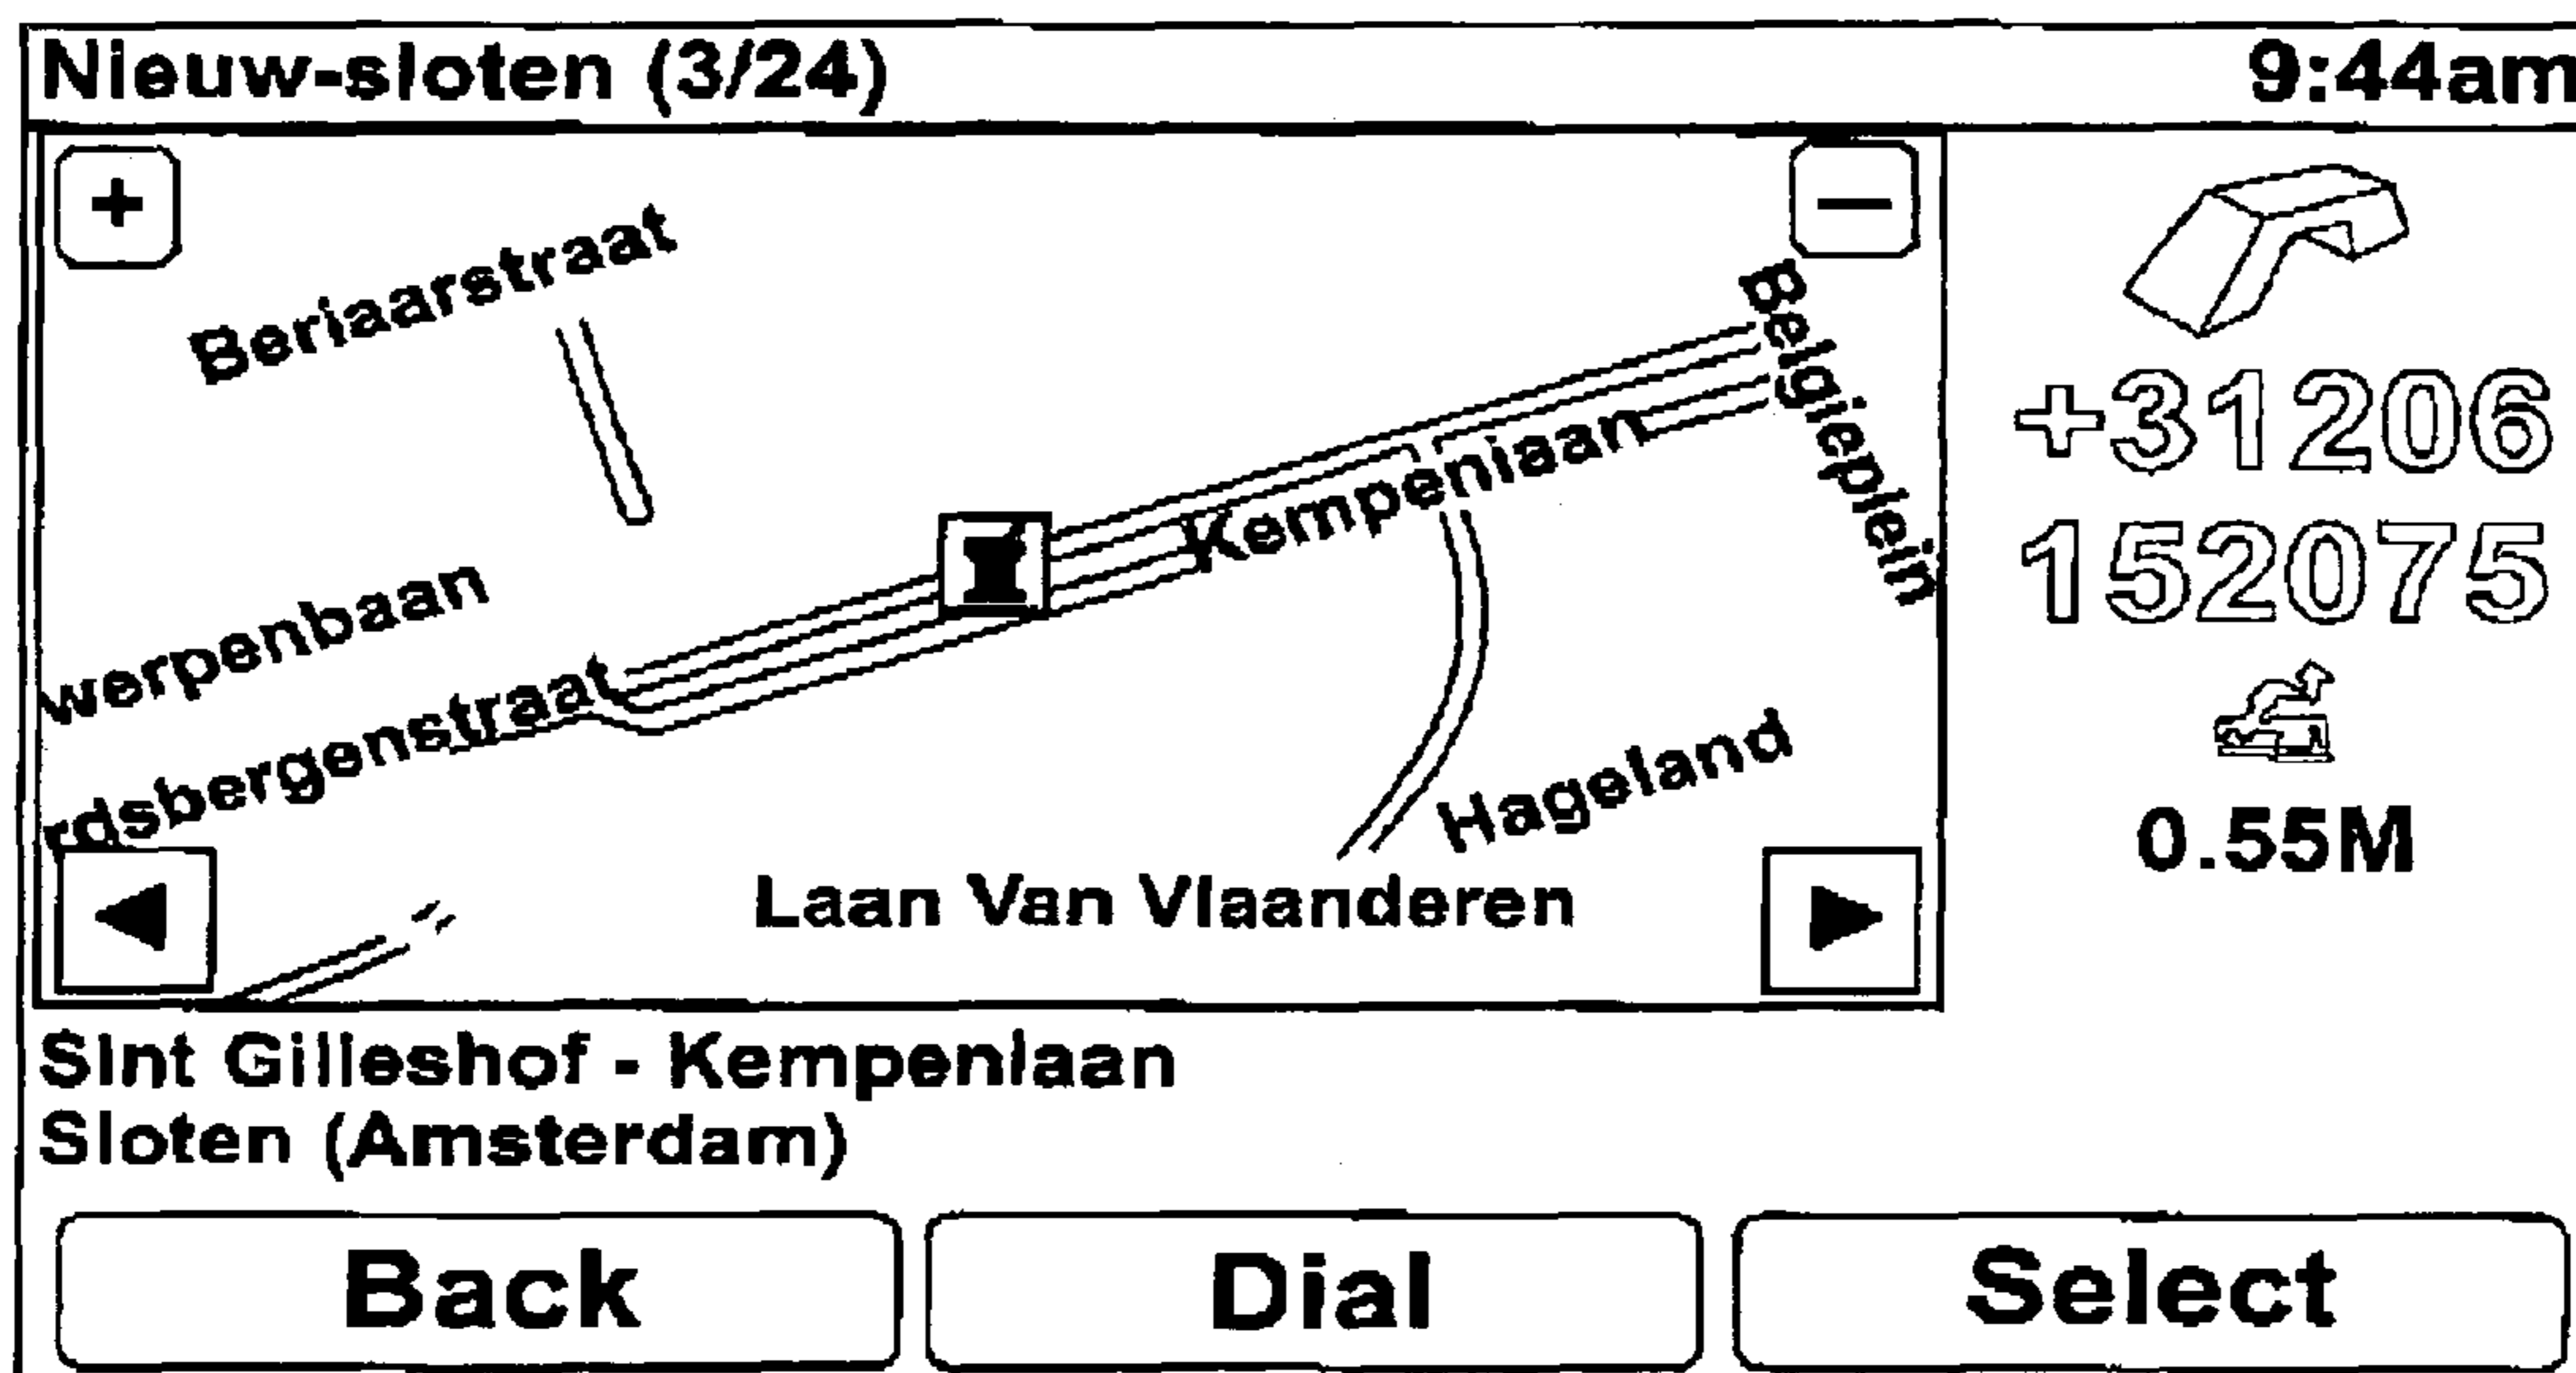 Nieuw-sloten (3/24)
9:44am
+
—
Beriaarstraat
Belgieplein
Kempenlaan
werpenbaan
rdsbergenstraat
Hageland
Laan Van Vlaanderen
+31206
152075
0.55M
Sint Gilleshof - Kempenlaan
Sloten (Amsterdam)
Back
Dial
Select